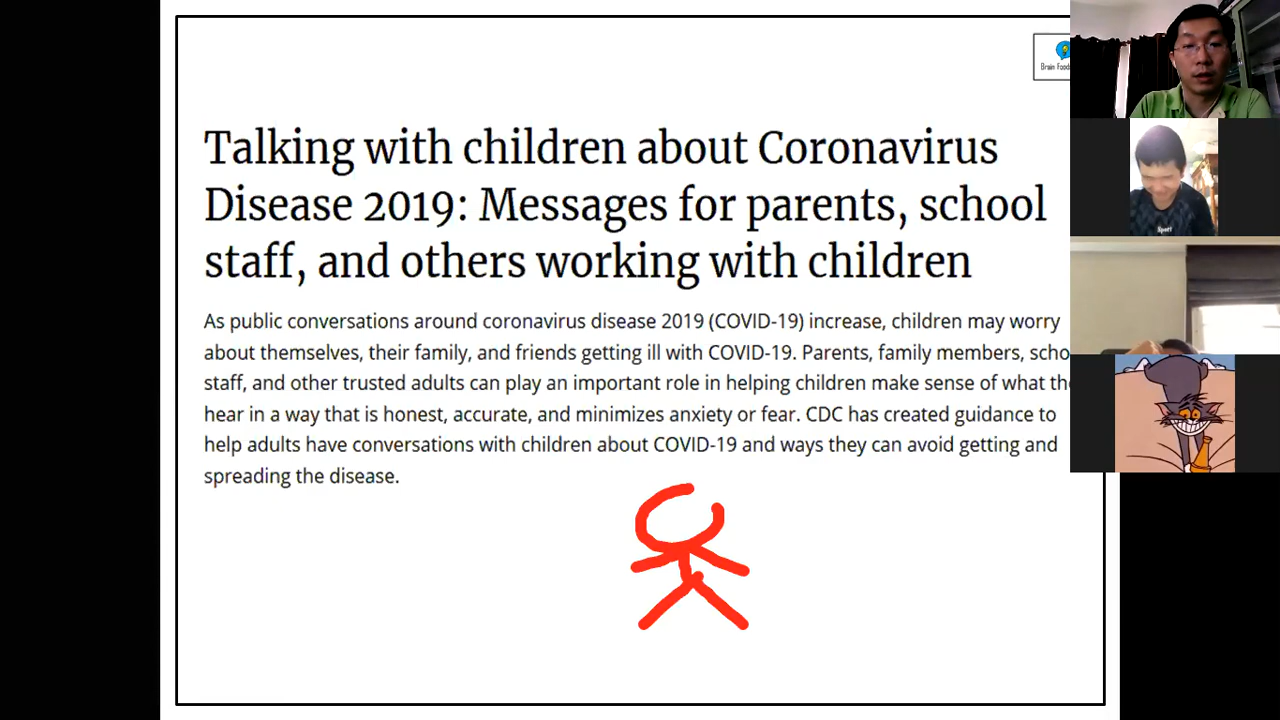 Brain Food
Talking with children about Coronavirus
Disease 2019: Messages for parents, school
staff, and others working with children
As public conversations around coronavirus disease 2019 (COVID-19) increase, children may worry
about themselves, their family, and friends getting ill with COVID-19. Parents, family members, scho
staff, and other trusted adults can play an important role in helping children make sense of what th
hear in a way that is honest, accurate, and minimizes anxiety or fear. CDC has created guidance to
help adults have conversations with children about COVID-19 and ways they can avoid getting and
spreading the disease.
Sport